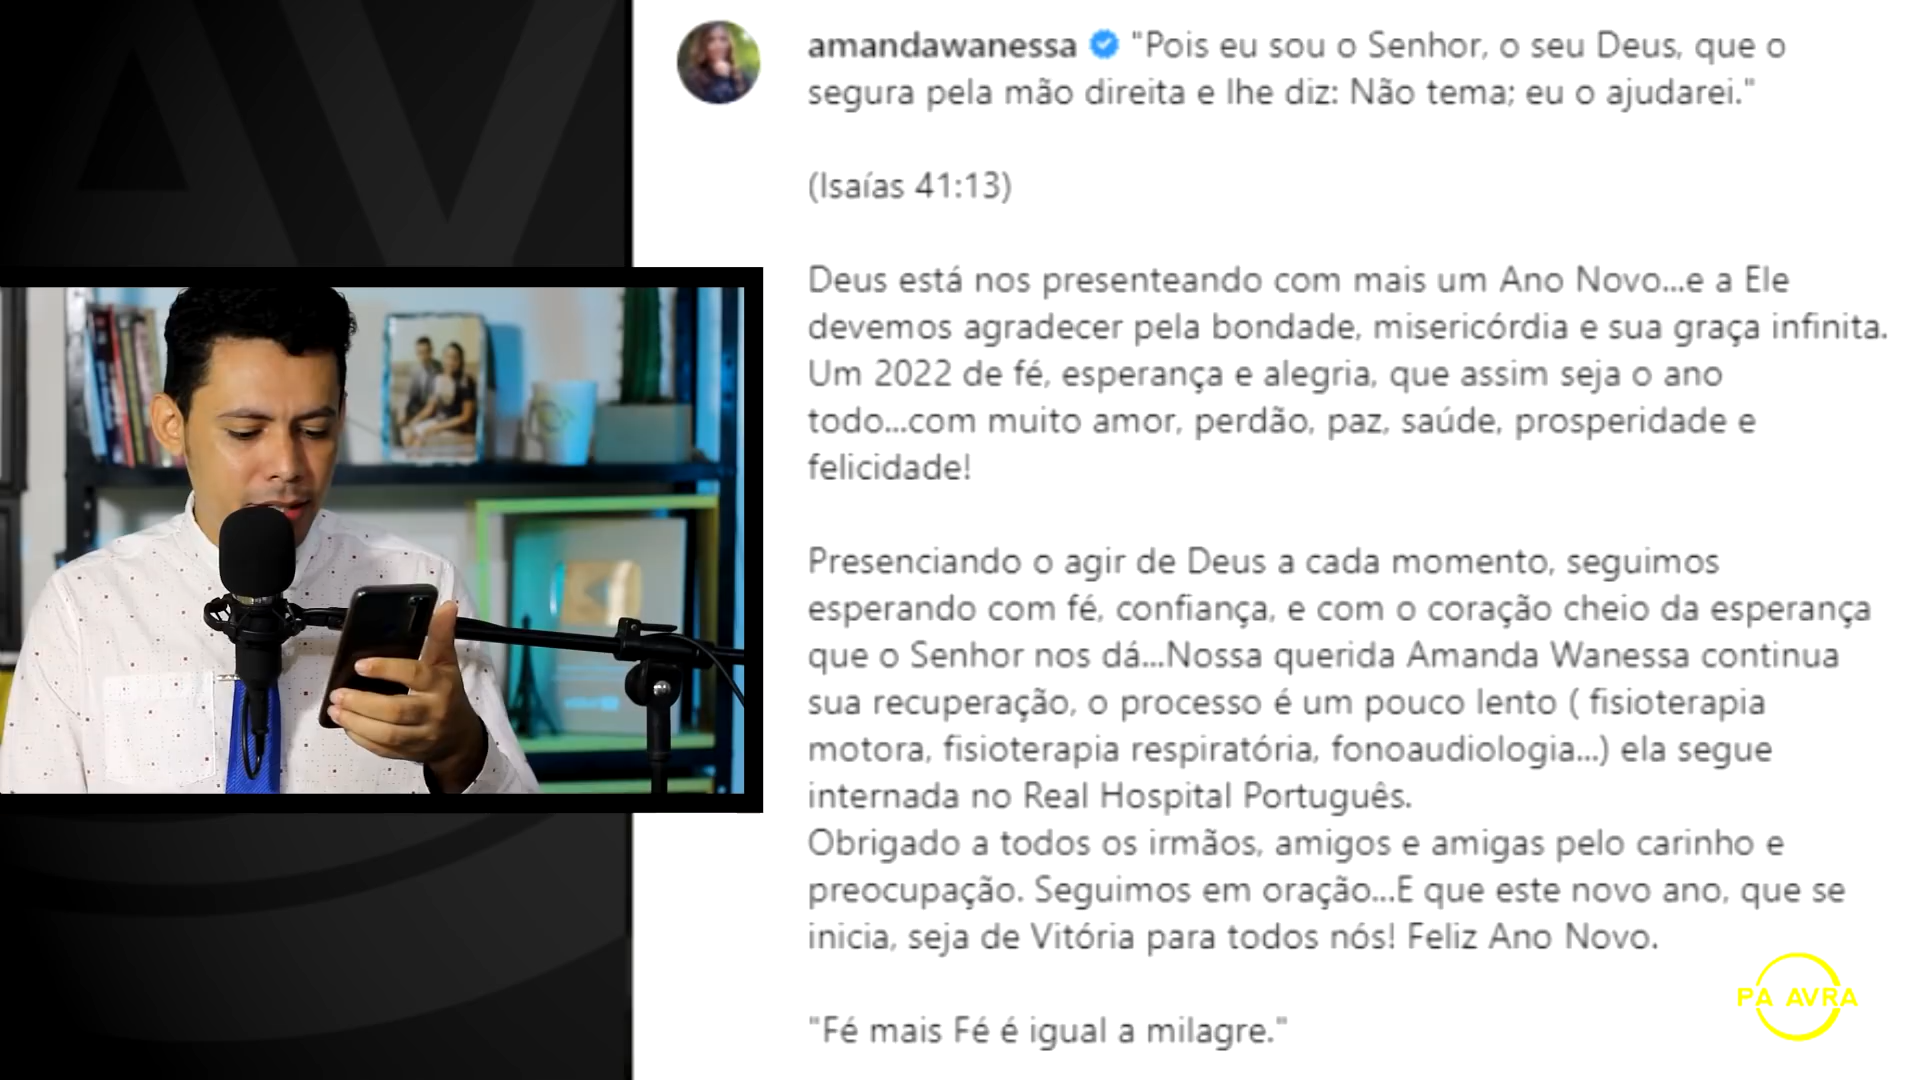 amandawanessa "Pois eu sou o Senhor, o seu Deus, que o
segura pela mão direita e lhe diz: Não tema; eu o ajudarei."
(Isaías 41:13)
Deus está nos presenteando com mais um Ano Novo...e a Ele
devemos agradecer pela bondade, misericórdia e sua graça infinita.
Um 2022 de fé, esperança e alegria, que assim seja o ano
todo...com muito amor, perdão, paz, saúde, prosperidade e
felicidade!
Presenciando o agir de Deus a cada momento, seguimos
esperando com fé, confiança, e com o coração cheio da esperança
que o Senhor nos dá...Nossa querida Amanda Wanessa continua
sua recuperação, o processo é um pouco lento ( fisioterapia
motora, fisioterapia respiratória, fonoaudiologia...) ela segue
internada no Real Hospital Português.
Obrigado a todos os irmãos, amigos e amigas pelo carinho e
preocupação. Seguimos em oração...E que este novo ano, que se
inicia, seja de Vitória para todos nós! Feliz Ano Novo.
"Fé mais Fé é igual a milagre."
PA AVRA